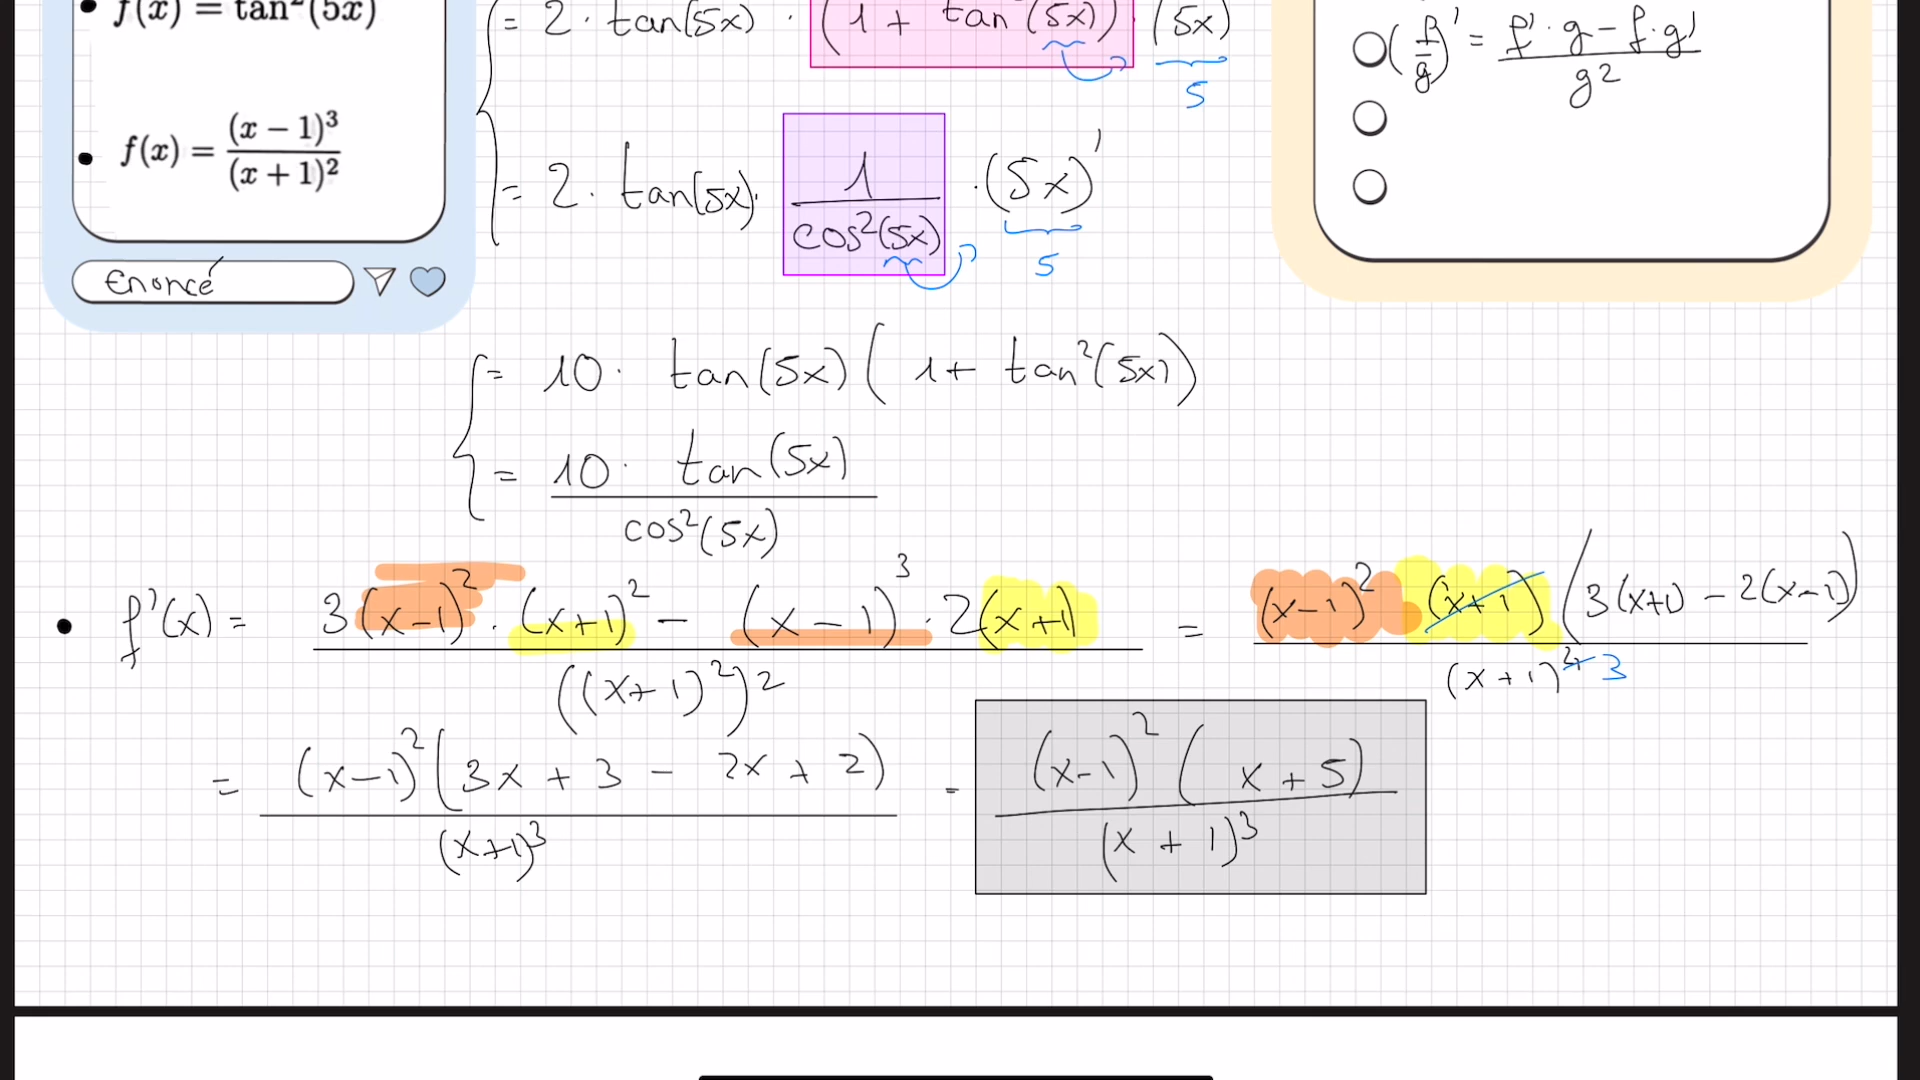 • f(x) = tan²(5x)
• f(x) = (x − 1)³ / (x + 1)²
Enoncé
= 2 · tan(5x) · (1 + tan²(5x)) (5x)
5
= 2 · tan(5x) · 1 / cos²(5x) · (5x)'
5
(f/g)' = f' · g − f · g' / g²
= 10 · tan(5x) (1 + tan²(5x))
= 10 · tan(5x) / cos²(5x)
• f'(x) = 3(x−1)² · (x+1)² − (x−1)³ · 2(x+1) / ((x+1)²)² = (x−1)² · (x+1) (3(x+1) − 2(x−1)) / (x+1)⁴ 3
= (x−1)² (3x + 3 − 2x + 2) / (x+1)³ = (x−1)² (x + 5) / (x + 1)³